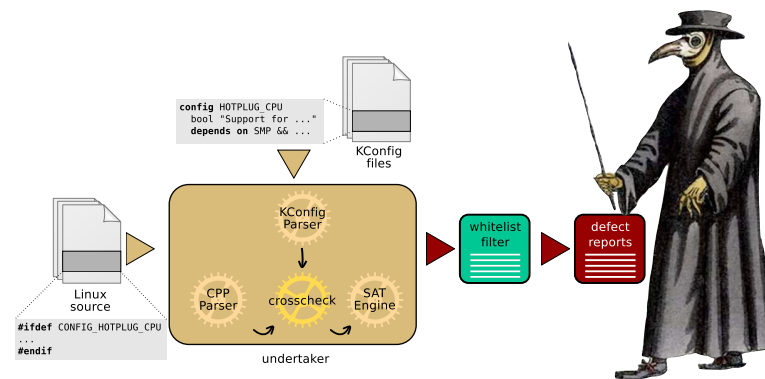 config HOTPLUG_CPU
bool "Support for ..."
depends on SMP && ...
KConfig
files
KConfig
Parser
whitelist
filter
defect
reports
CPP
Parser
crosscheck
SAT
Engine
Linux
source
#ifdef CONFIG_HOTPLUG_CPU
...
#endif
undertaker